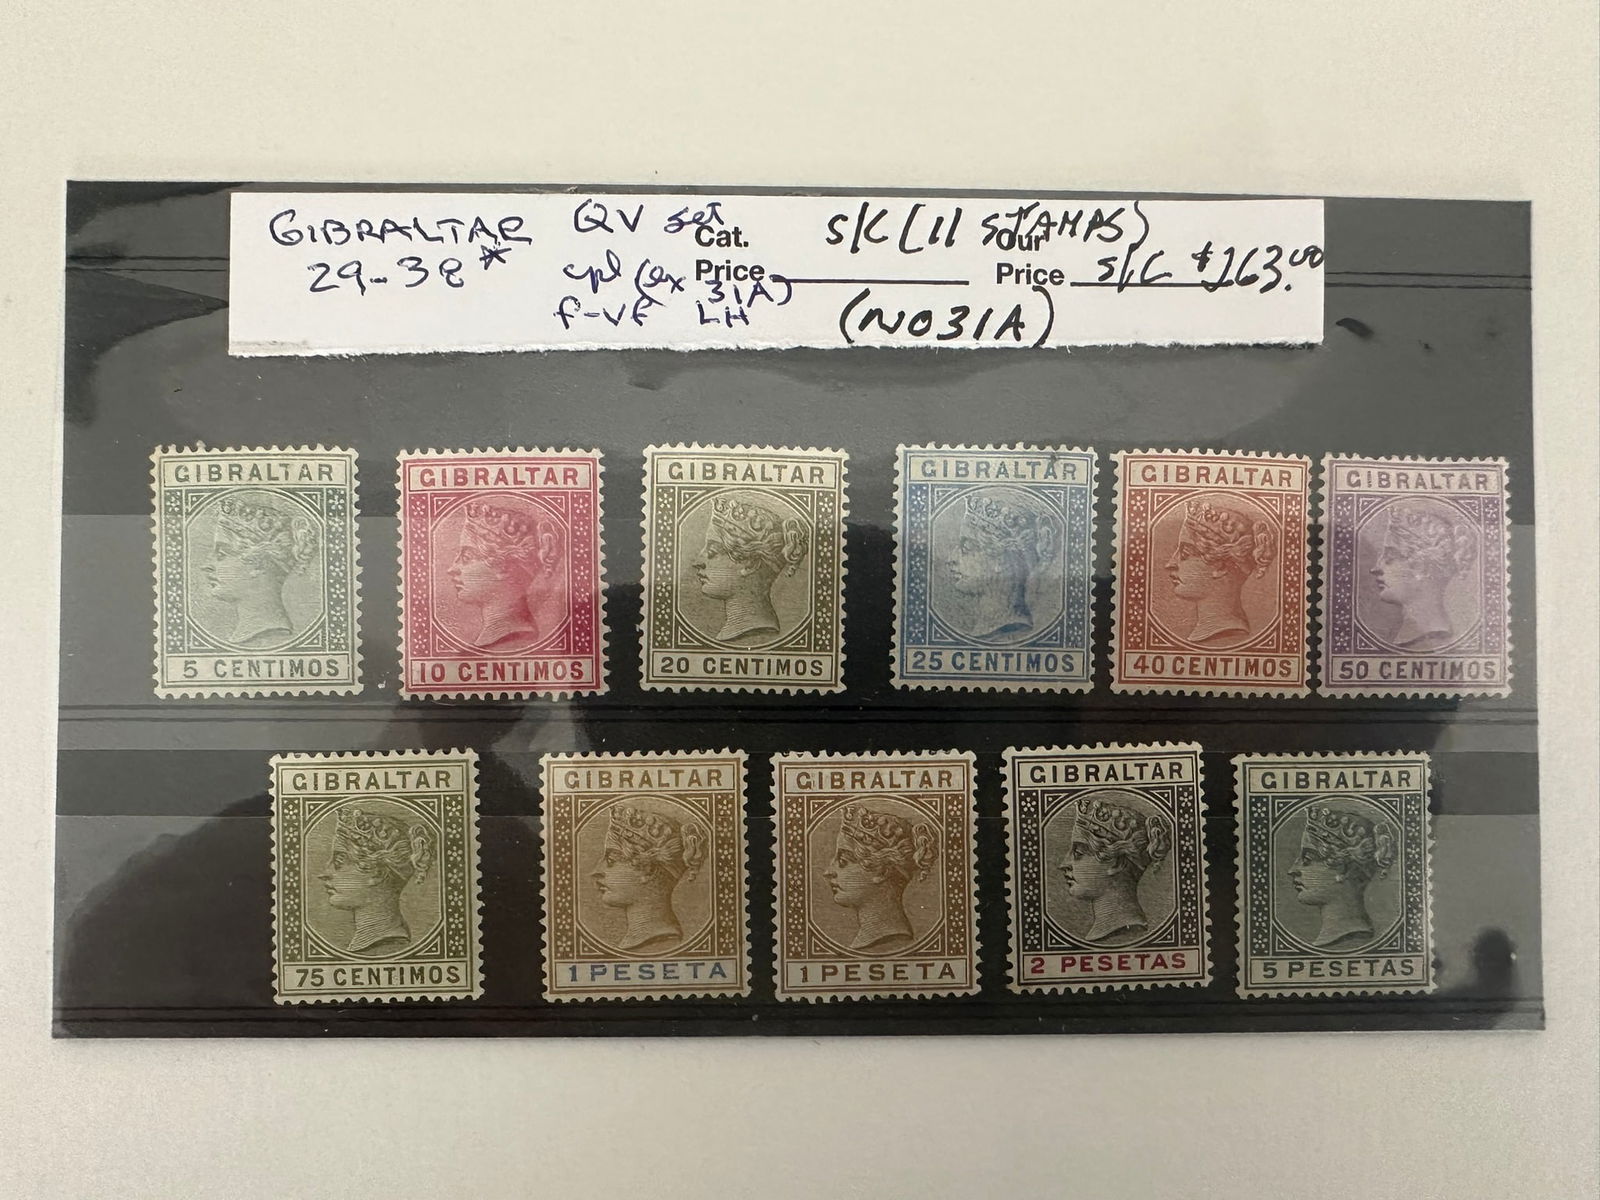 GIBRALTAR QV set Cat. S/C (11 STAMPS) Our
29-38* cpl (ex 31A) Price Price S/C $263.00
f-vf LH (NO31A)
GIBRALTAR GIBRALTAR GIBRALTAR GIBRALTAR GIBRALTAR GIBRALTAR
5 CENTIMOS 10 CENTIMOS 20 CENTIMOS 25 CENTIMOS 40 CENTIMOS 50 CENTIMOS
GIBRALTAR GIBRALTAR GIBRALTAR GIBRALTAR GIBRALTAR
75 CENTIMOS 1 PESETA 1 PESETA 2 PESETAS 5 PESETAS